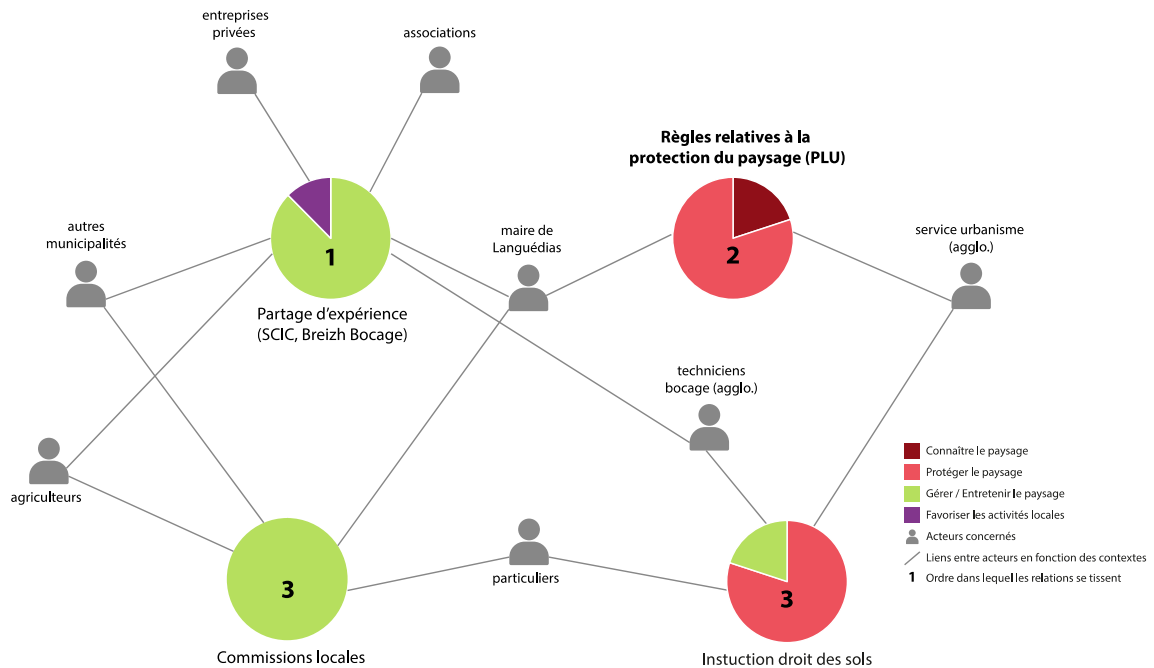 entreprises
privées
associations
Règles relatives à la
protection du paysage (PLU)
autres
municipalités
1
maire de
Languédias
2
service urbanisme
(agglo.)
Partage d'expérience
(SCIC, Breizh Bocage)
techniciens
bocage (agglo.)
agriculteurs
Connaître le paysage
Protéger le paysage
Gérer / Entretenir le paysage
Favoriser les activités locales
Acteurs concernés
Liens entre acteurs en fonction des contextes
1 Ordre dans lequel les relations se tissent
3
particuliers
3
Commissions locales
Instuction droit des sols